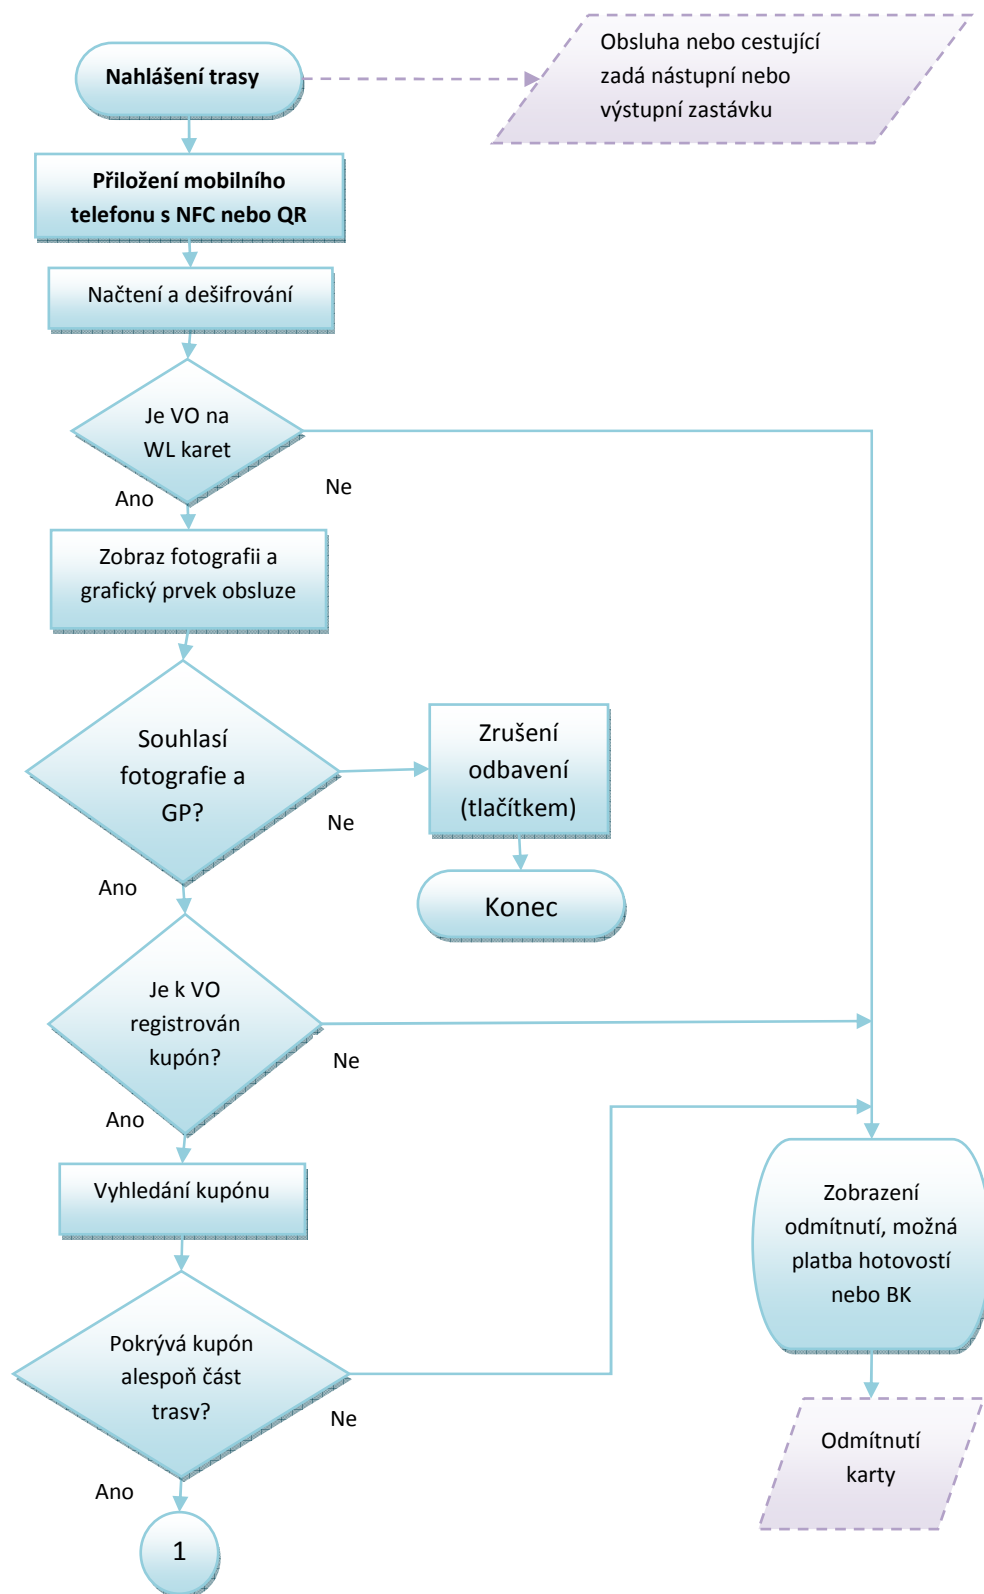 Nahlášení trasy
Obsluha nebo cestující
zadá nástupní nebo
výstupní zastávku
Přiložení mobilního
telefonu s NFC nebo QR
Načtení a dešifrování
Je VO na
WL karet
Ano
Ne
Zobraz fotografii a
grafický prvek obsluze
Souhlasí
fotografie a
GP?
Ne
Ano
Zrušení
odbavení
(tlačítkem)
Konec
Je k VO
registrován
kupón?
Ne
Ano
Vyhledání kupónu
Pokrývá kupón
alespoň část
trasy?
Ne
Ano
1
Zobrazení
odmítnutí, možná
platba hotovostí
nebo BK
Odmítnutí
karty